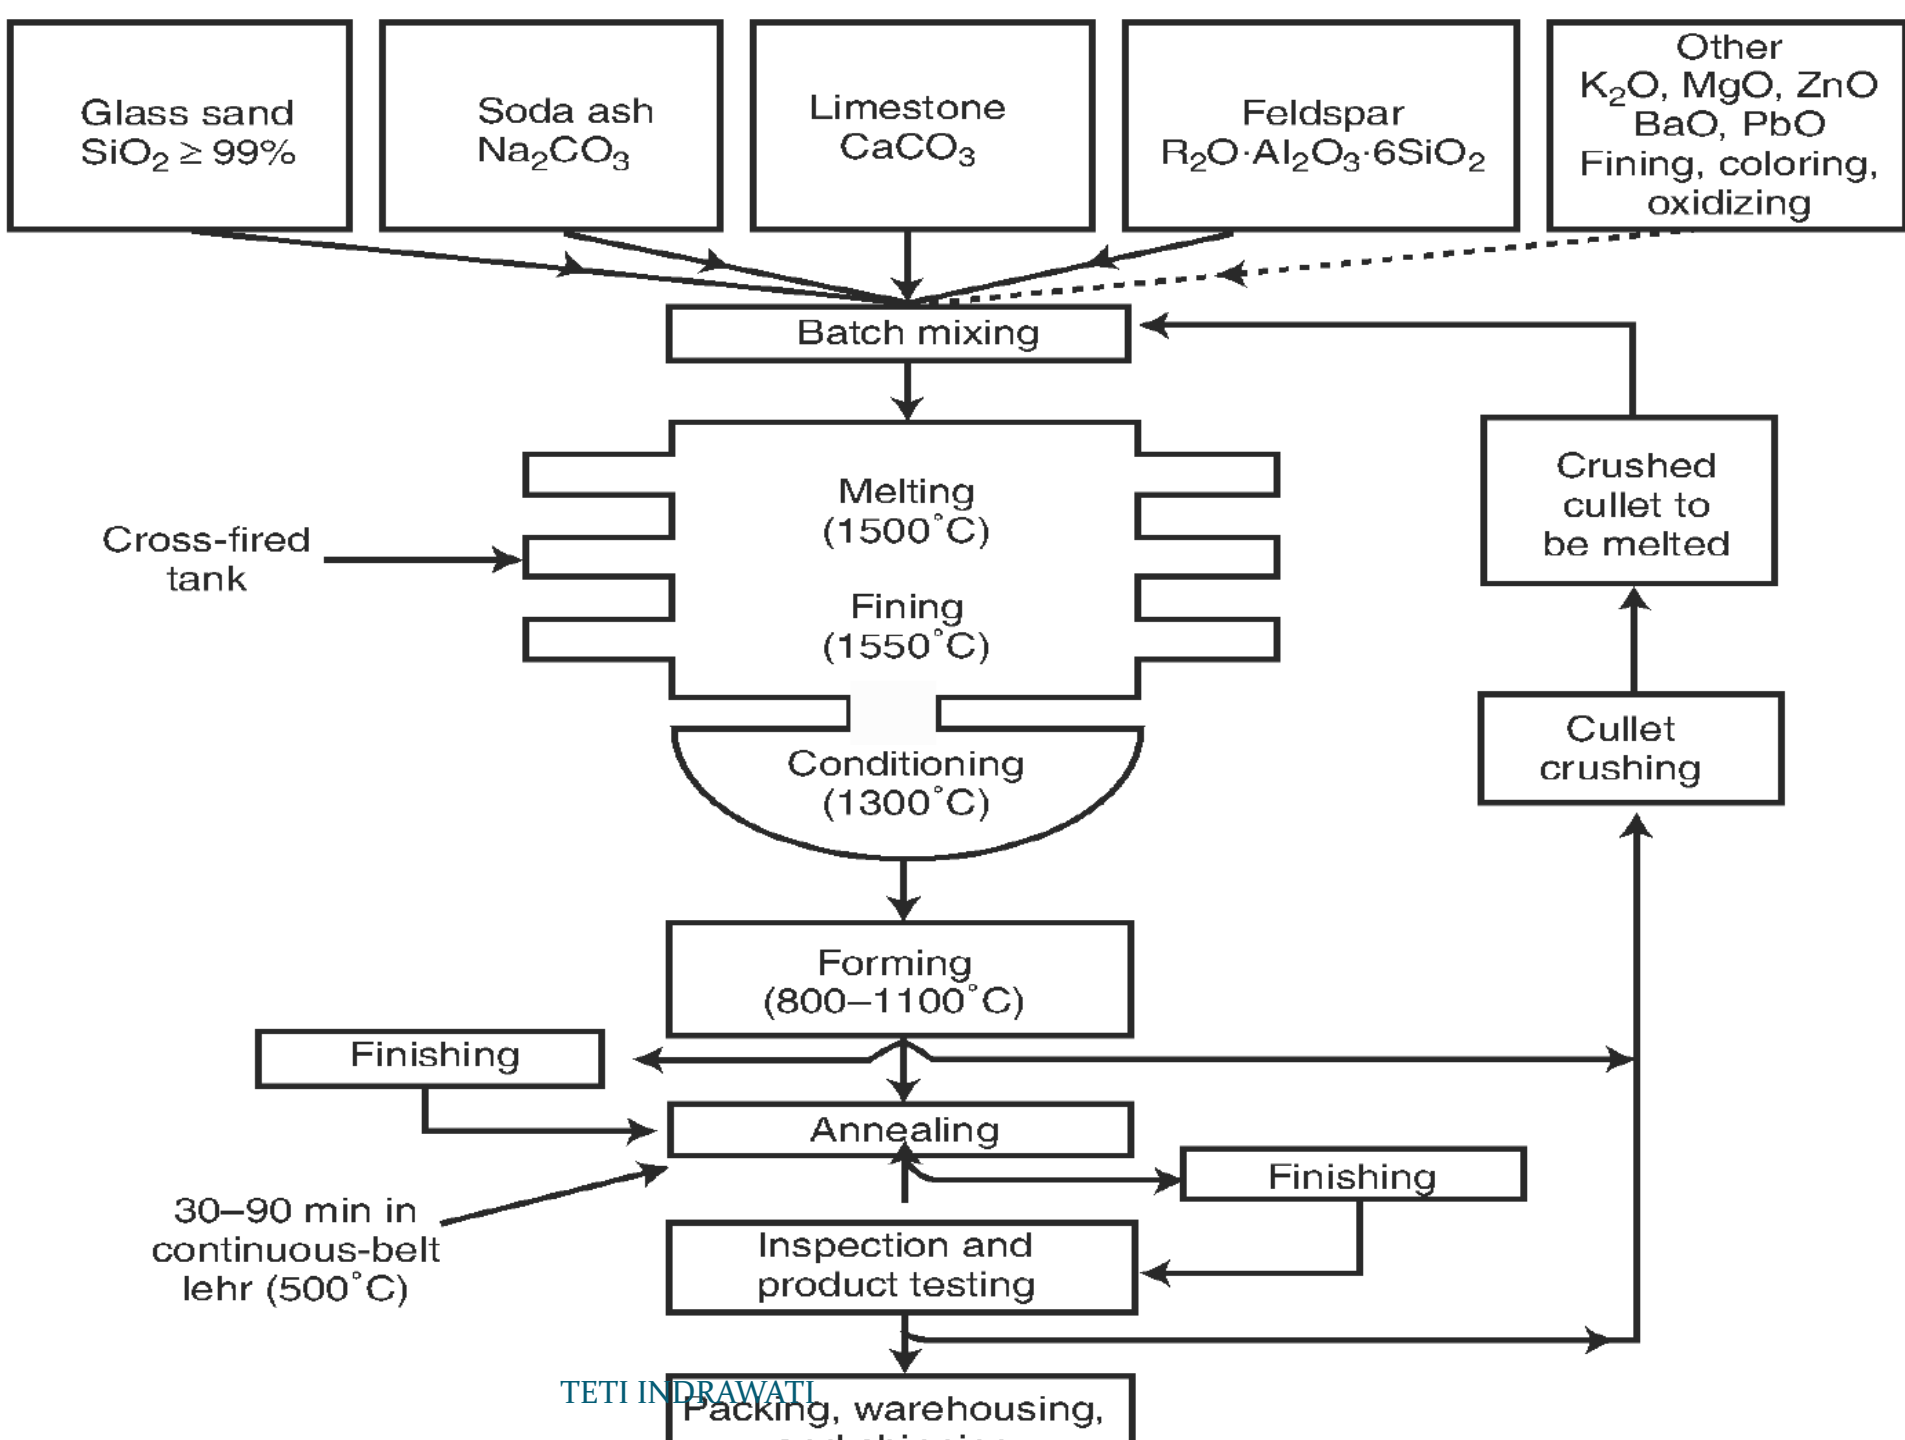 Glass sand
SiO₂ ≥ 99%
Soda ash
Na₂CO₃
Limestone
CaCO₃
Feldspar
R₂O·Al₂O₃·6SiO₂
Other
K₂O, MgO, ZnO
BaO, PbO
Fining, coloring,
oxidizing
Batch mixing
Melting
(1500°C)
Cross-fired
tank
Fining
(1550°C)
Crushed
cullet to
be melted
Conditioning
(1300°C)
Cullet
crushing
Forming
(800–1100°C)
Finishing
Annealing
Finishing
30–90 min in
continuous-belt
lehr (500°C)
Inspection and
product testing
TETI INDRAWATI
Packing, warehousing,